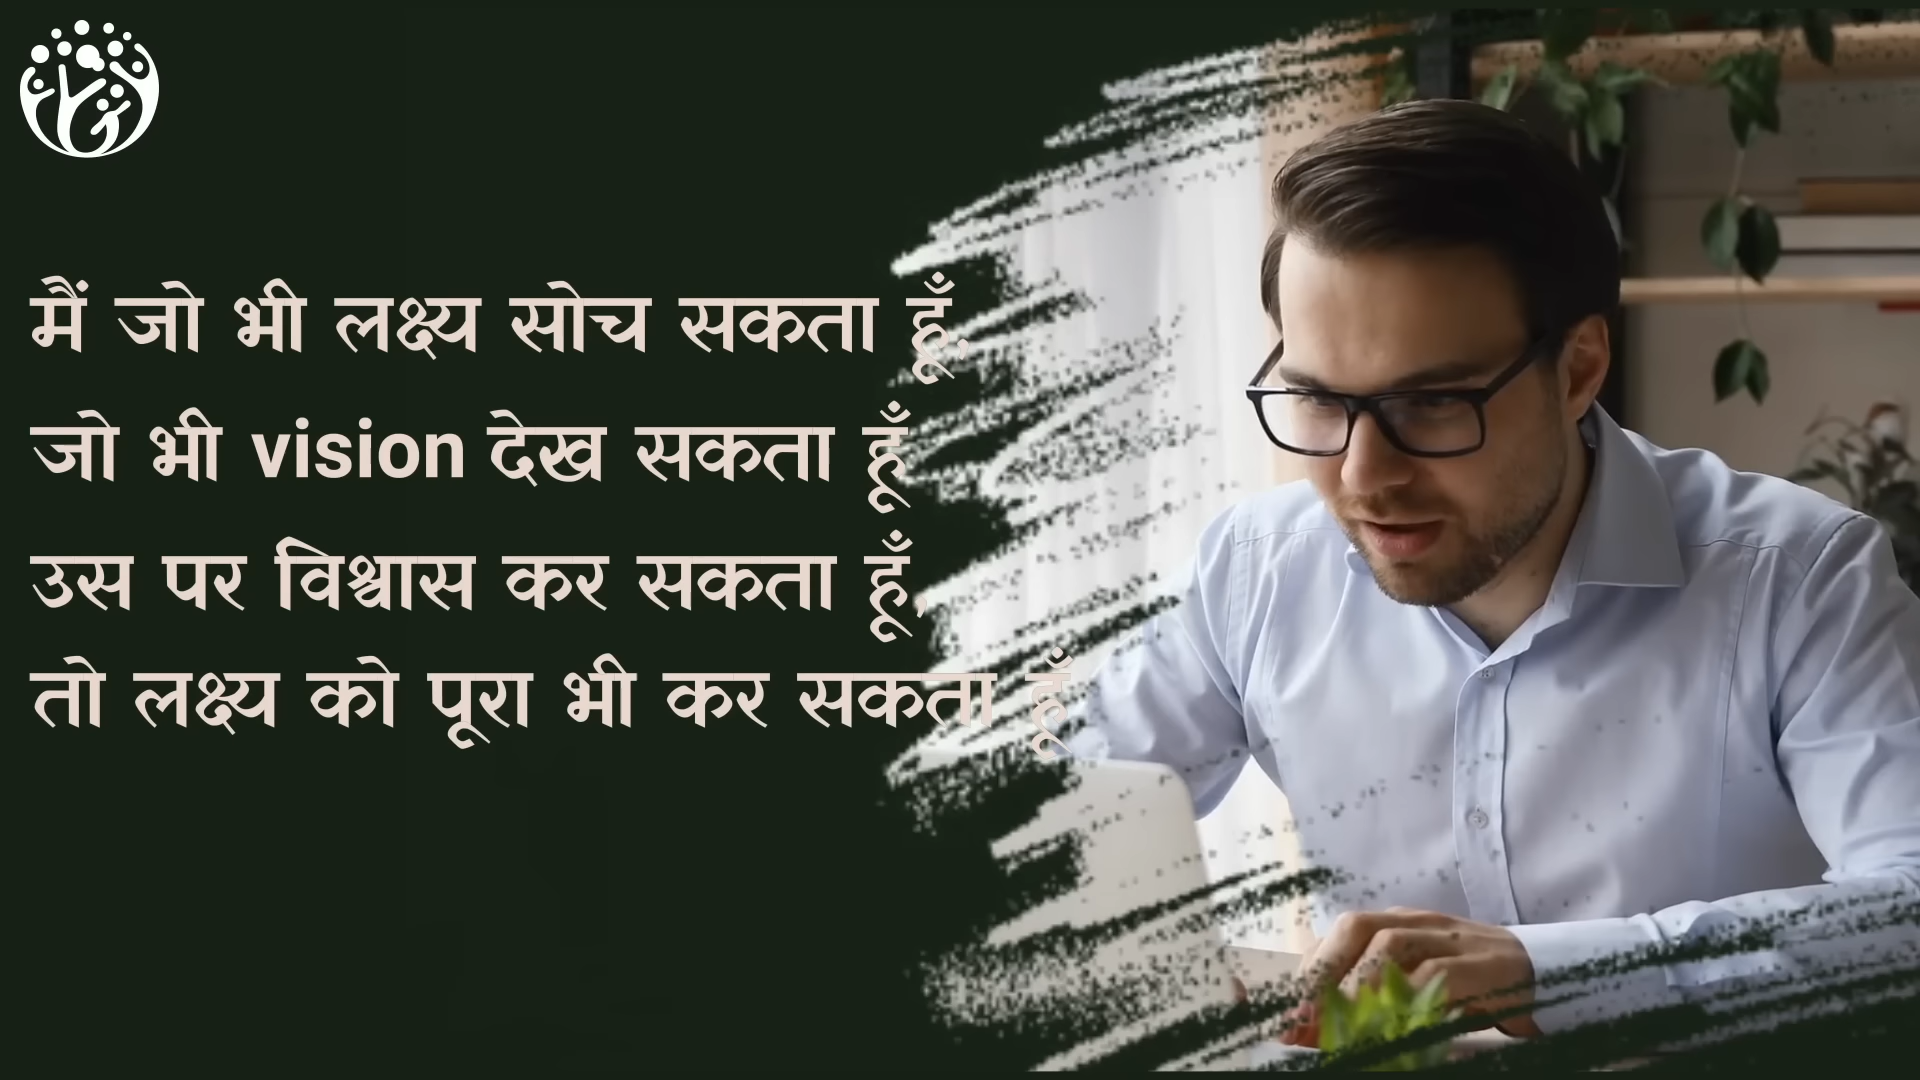 मैं जो भी लक्ष्य सोच सकता हूँ,
जो भी vision देख सकता हूँ
उस पर विश्वास कर सकता हूँ,
तो लक्ष्य को पूरा भी कर सकता हूँ